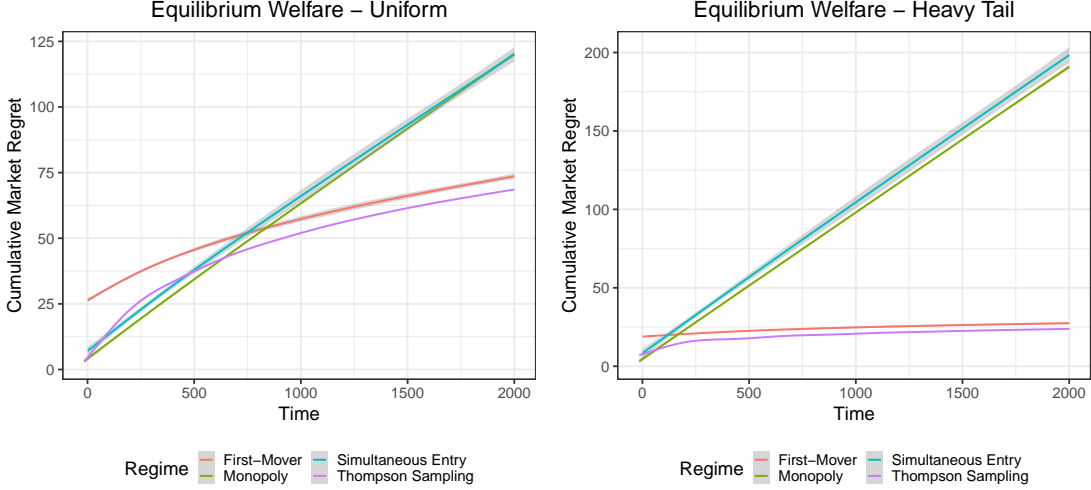 Equilibrium Welfare − Uniform
Cumulative Market Regret
125
100
75
50
25
0
0 500 1000 1500 2000
Time
Regime
First−Mover Simultaneous Entry
Monopoly Thompson Sampling
Equilibrium Welfare − Heavy Tail
Cumulative Market Regret
200
150
100
50
0
0 500 1000 1500 2000
Time
Regime
First−Mover Simultaneous Entry
Monopoly Thompson Sampling